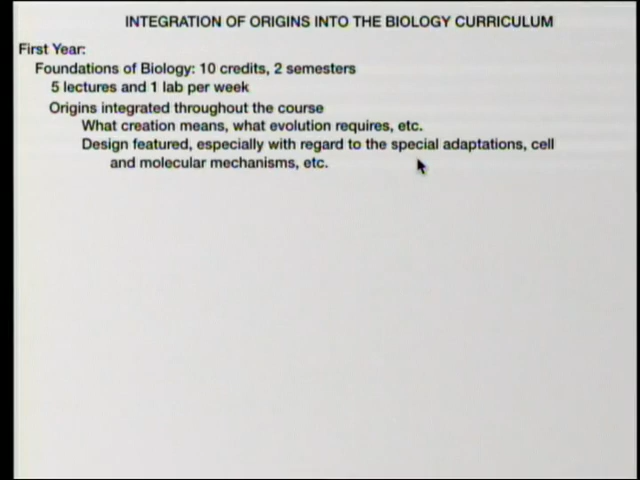 INTEGRATION OF ORIGINS INTO THE BIOLOGY CURRICULUM
First Year:
Foundations of Biology: 10 credits, 2 semesters
5 lectures and 1 lab per week
Origins integrated throughout the course
What creation means, what evolution requires, etc.
Design featured, especially with regard to the special adaptations, cell
and molecular mechanisms, etc.